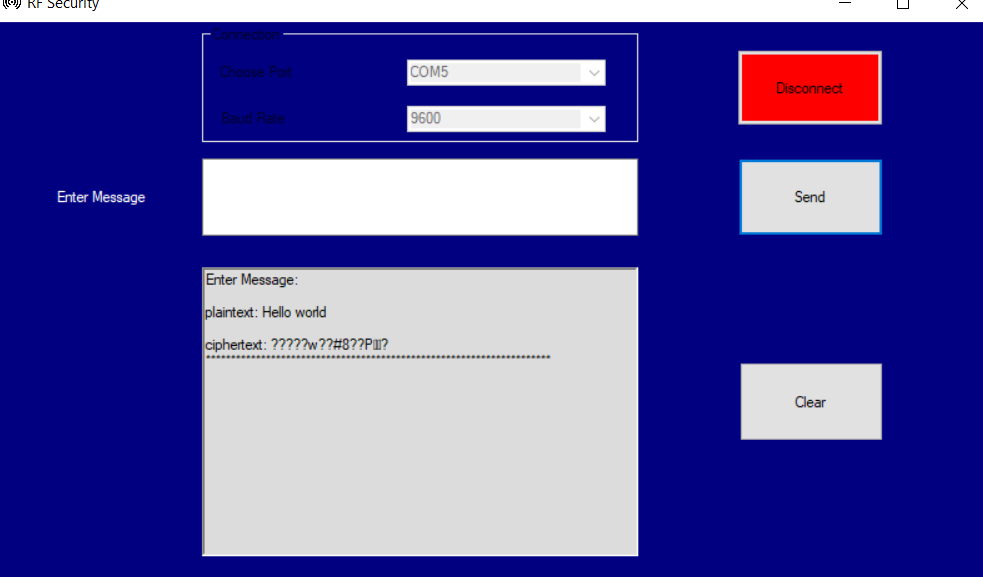 RF Security
Connection
Choose Port
COM5
Baud Rate
9600
Disconnect
Enter Message
Send
Enter Message:
plaintext: Hello world
ciphertext: ?????w??#8??P▯▯?
*********************************************************************
Clear